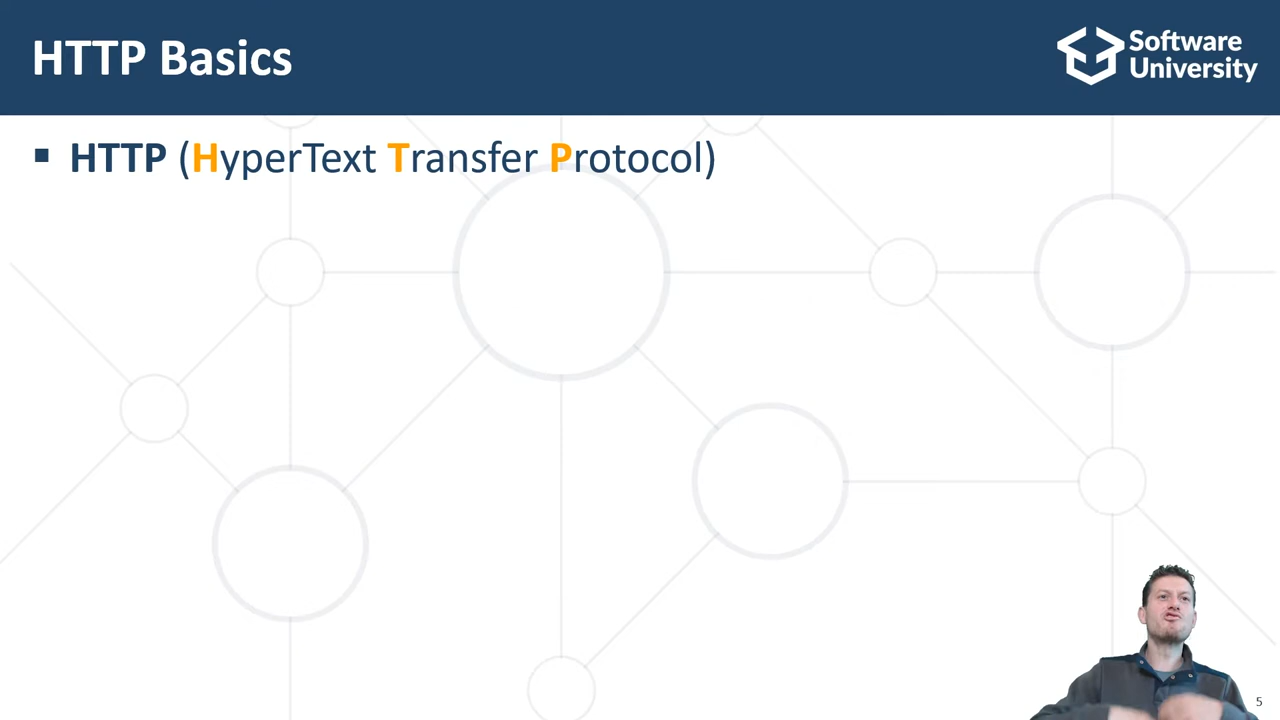 HTTP Basics
Software
University
▪ HTTP (HyperText Transfer Protocol)
5